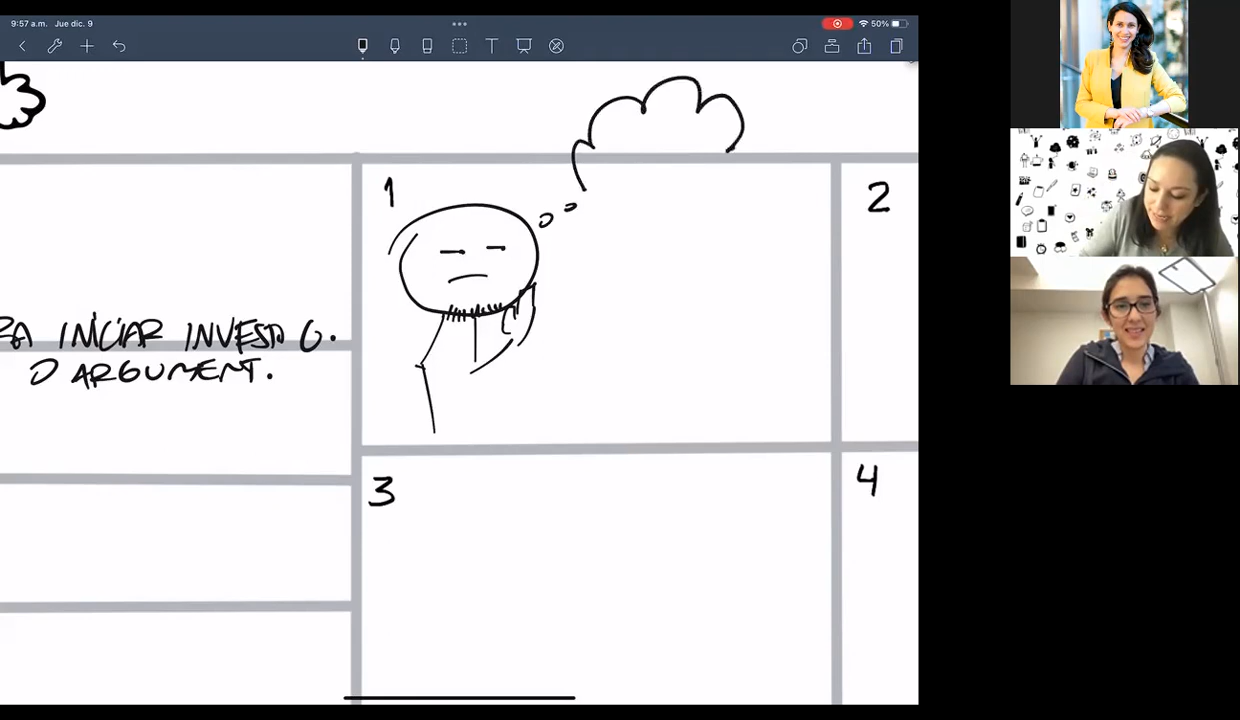 9:57 a.m. Jue dic. 9
50%
1
2
RA INICIAR INVESTIG.
O ARGUMENT.
3
4